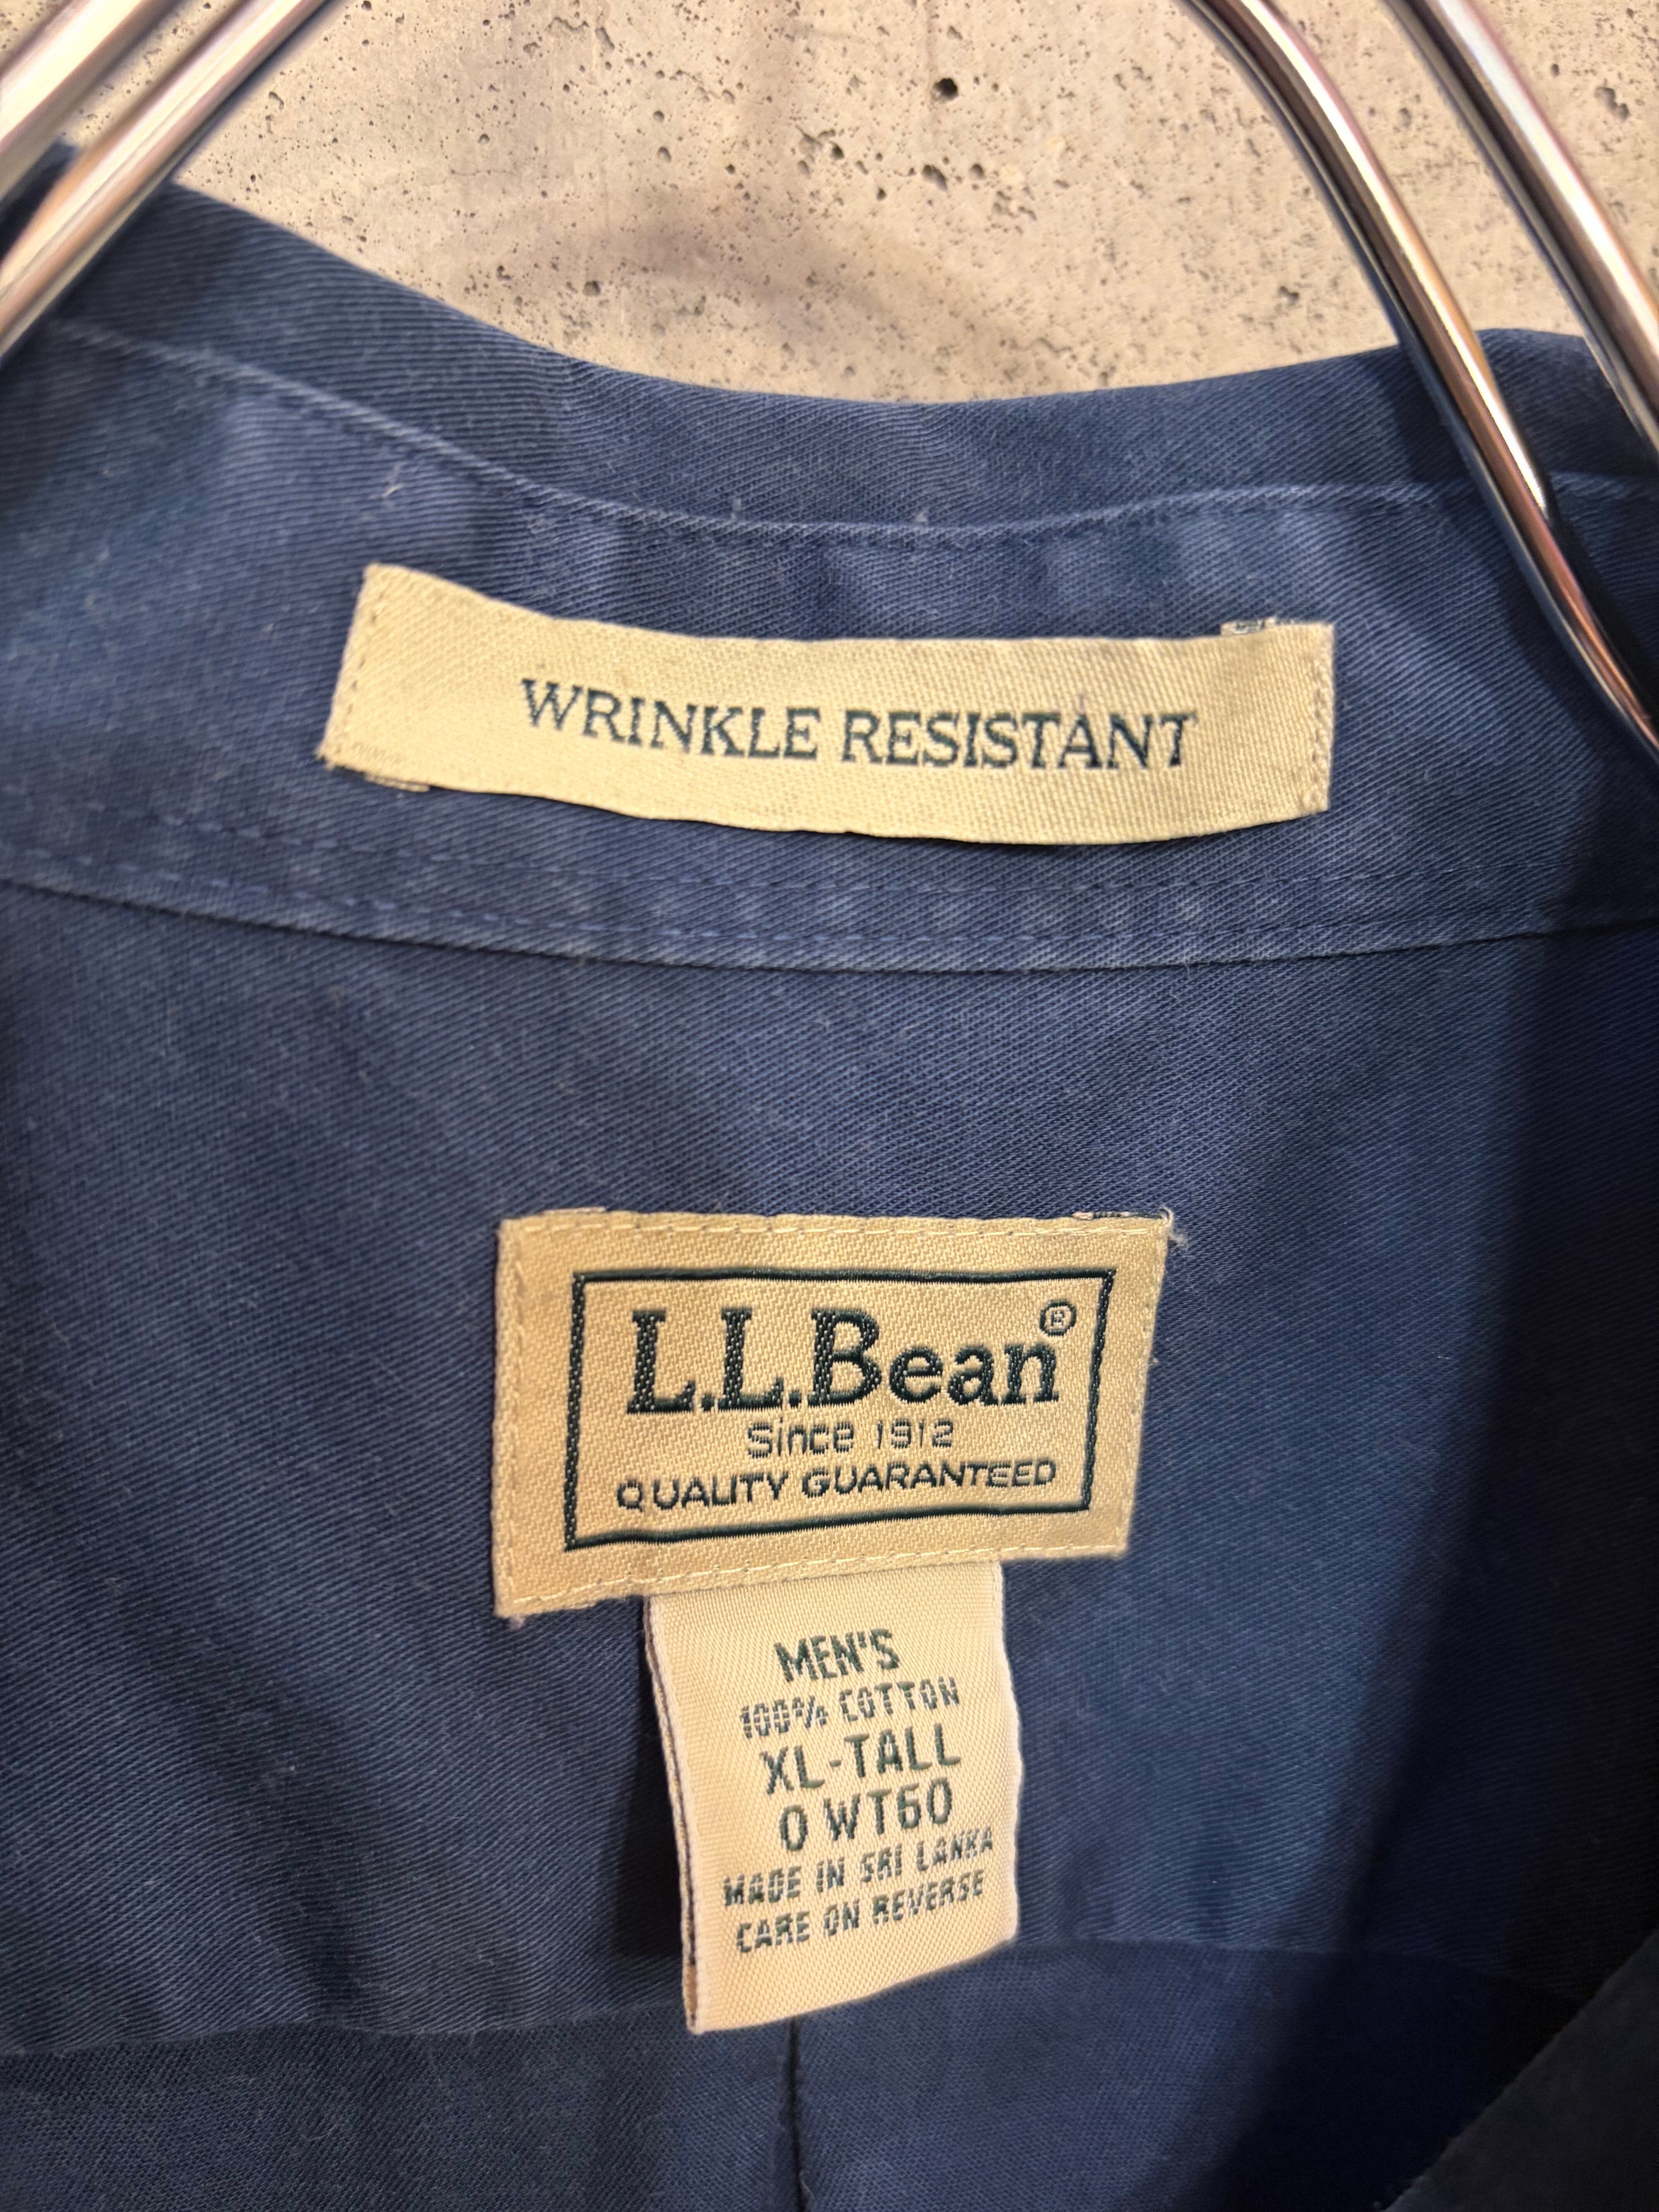 WRINKLE RESISTANT
L.L.Bean®
Since 1912
QUALITY GUARANTEED
MEN'S
100% COTTON
XL-TALL
0 WT60
MADE IN SRI LANKA
CARE ON REVERSE